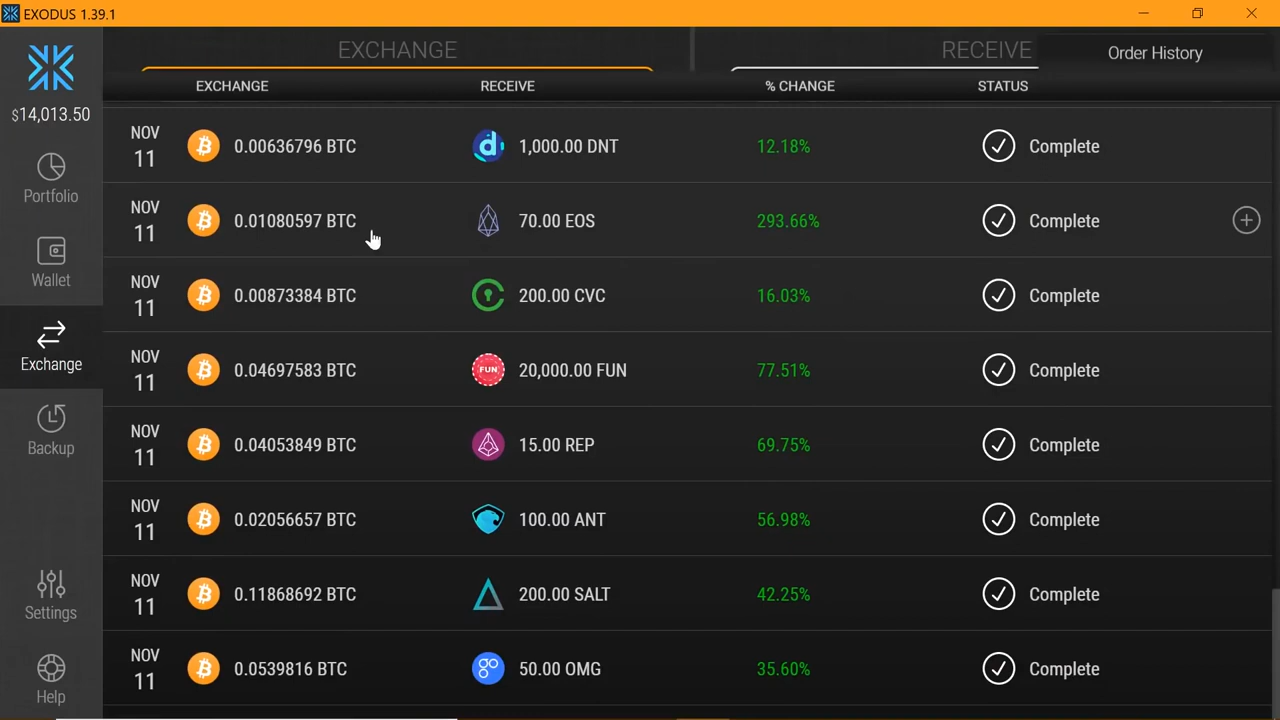 EXODUS 1.39.1
EXCHANGE RECEIVE Order History
$14,013.50
EXCHANGE RECEIVE % CHANGE STATUS
Portfolio
Wallet
Exchange
Backup
Settings
Help
NOV 11 0.00636796 BTC d 1,000.00 DNT 12.18% Complete
NOV 11 0.01080597 BTC 70.00 EOS 293.66% Complete
NOV 11 0.00873384 BTC 200.00 CVC 16.03% Complete
NOV 11 0.04697583 BTC FUN 20,000.00 FUN 77.51% Complete
NOV 11 0.04053849 BTC 15.00 REP 69.75% Complete
NOV 11 0.02056657 BTC 100.00 ANT 56.98% Complete
NOV 11 0.11868692 BTC 200.00 SALT 42.25% Complete
NOV 11 0.0539816 BTC 50.00 OMG 35.60% Complete